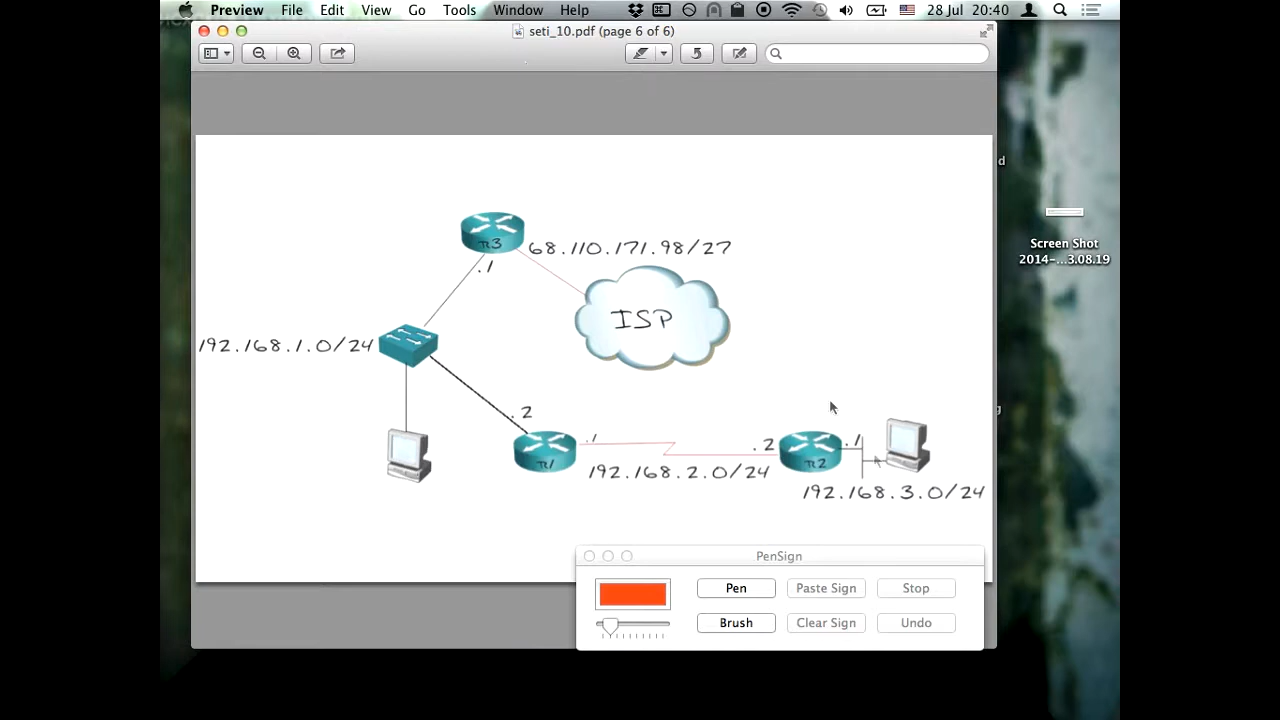 Preview File Edit View Go Tools Window Help 28 Jul 20:40
seti_10.pdf (page 6 of 6)
d
Screen Shot
2014-...3.08.19
R3
68.110.171.98/27
.1
ISP
192.168.1.0/24
g
.2
.1
R1
192.168.2.0/24
.2
R2
.1
192.168.3.0/24
PenSign
Pen Paste Sign Stop
Brush Clear Sign Undo